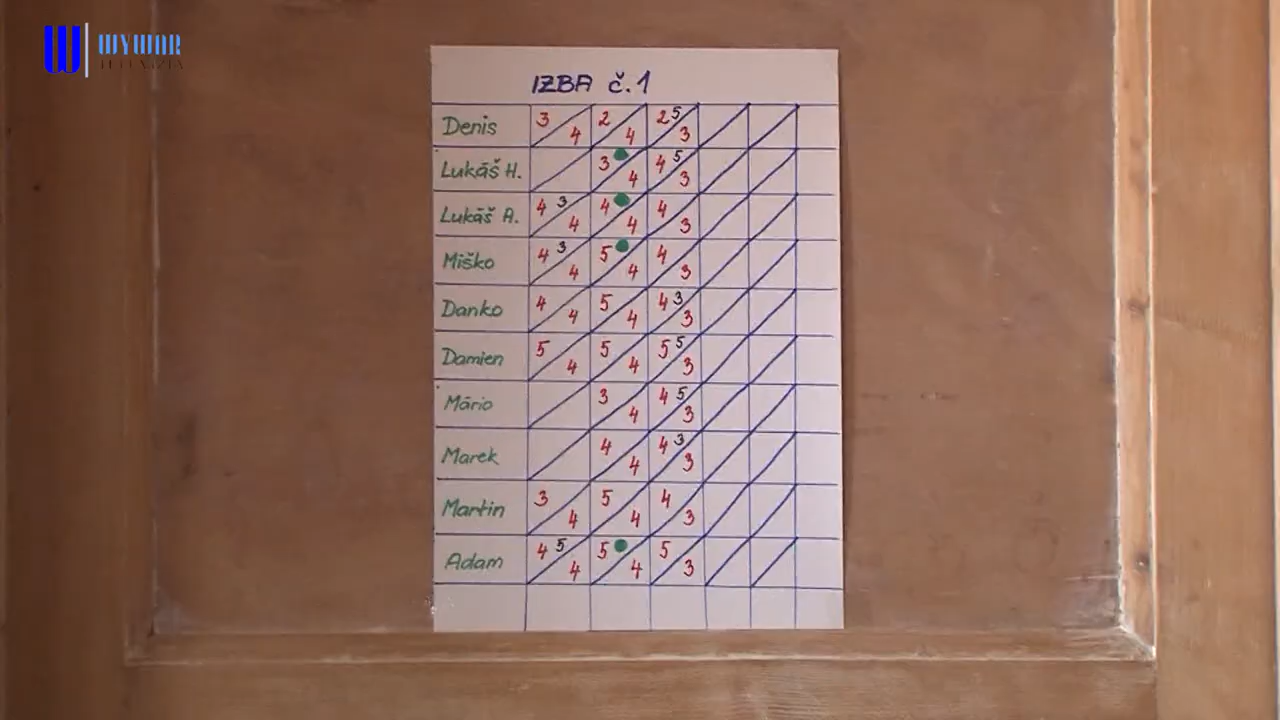 WYWAR
TELEVÍZIA
IZBA č.1
Denis 3 4 2 4 2 5 3
Lukáš H. 3 4 4 5 3
Lukáš A. 4 3 4 4 4 4 3
Miško 4 3 4 5 4 4 3
Danko 4 4 5 4 4 3 3
Damien 5 4 5 4 5 5 3
Mário 3 4 4 5 3
Marek 4 4 4 3 3
Martin 3 4 5 4 4 3
Adam 4 5 4 5 4 5 3